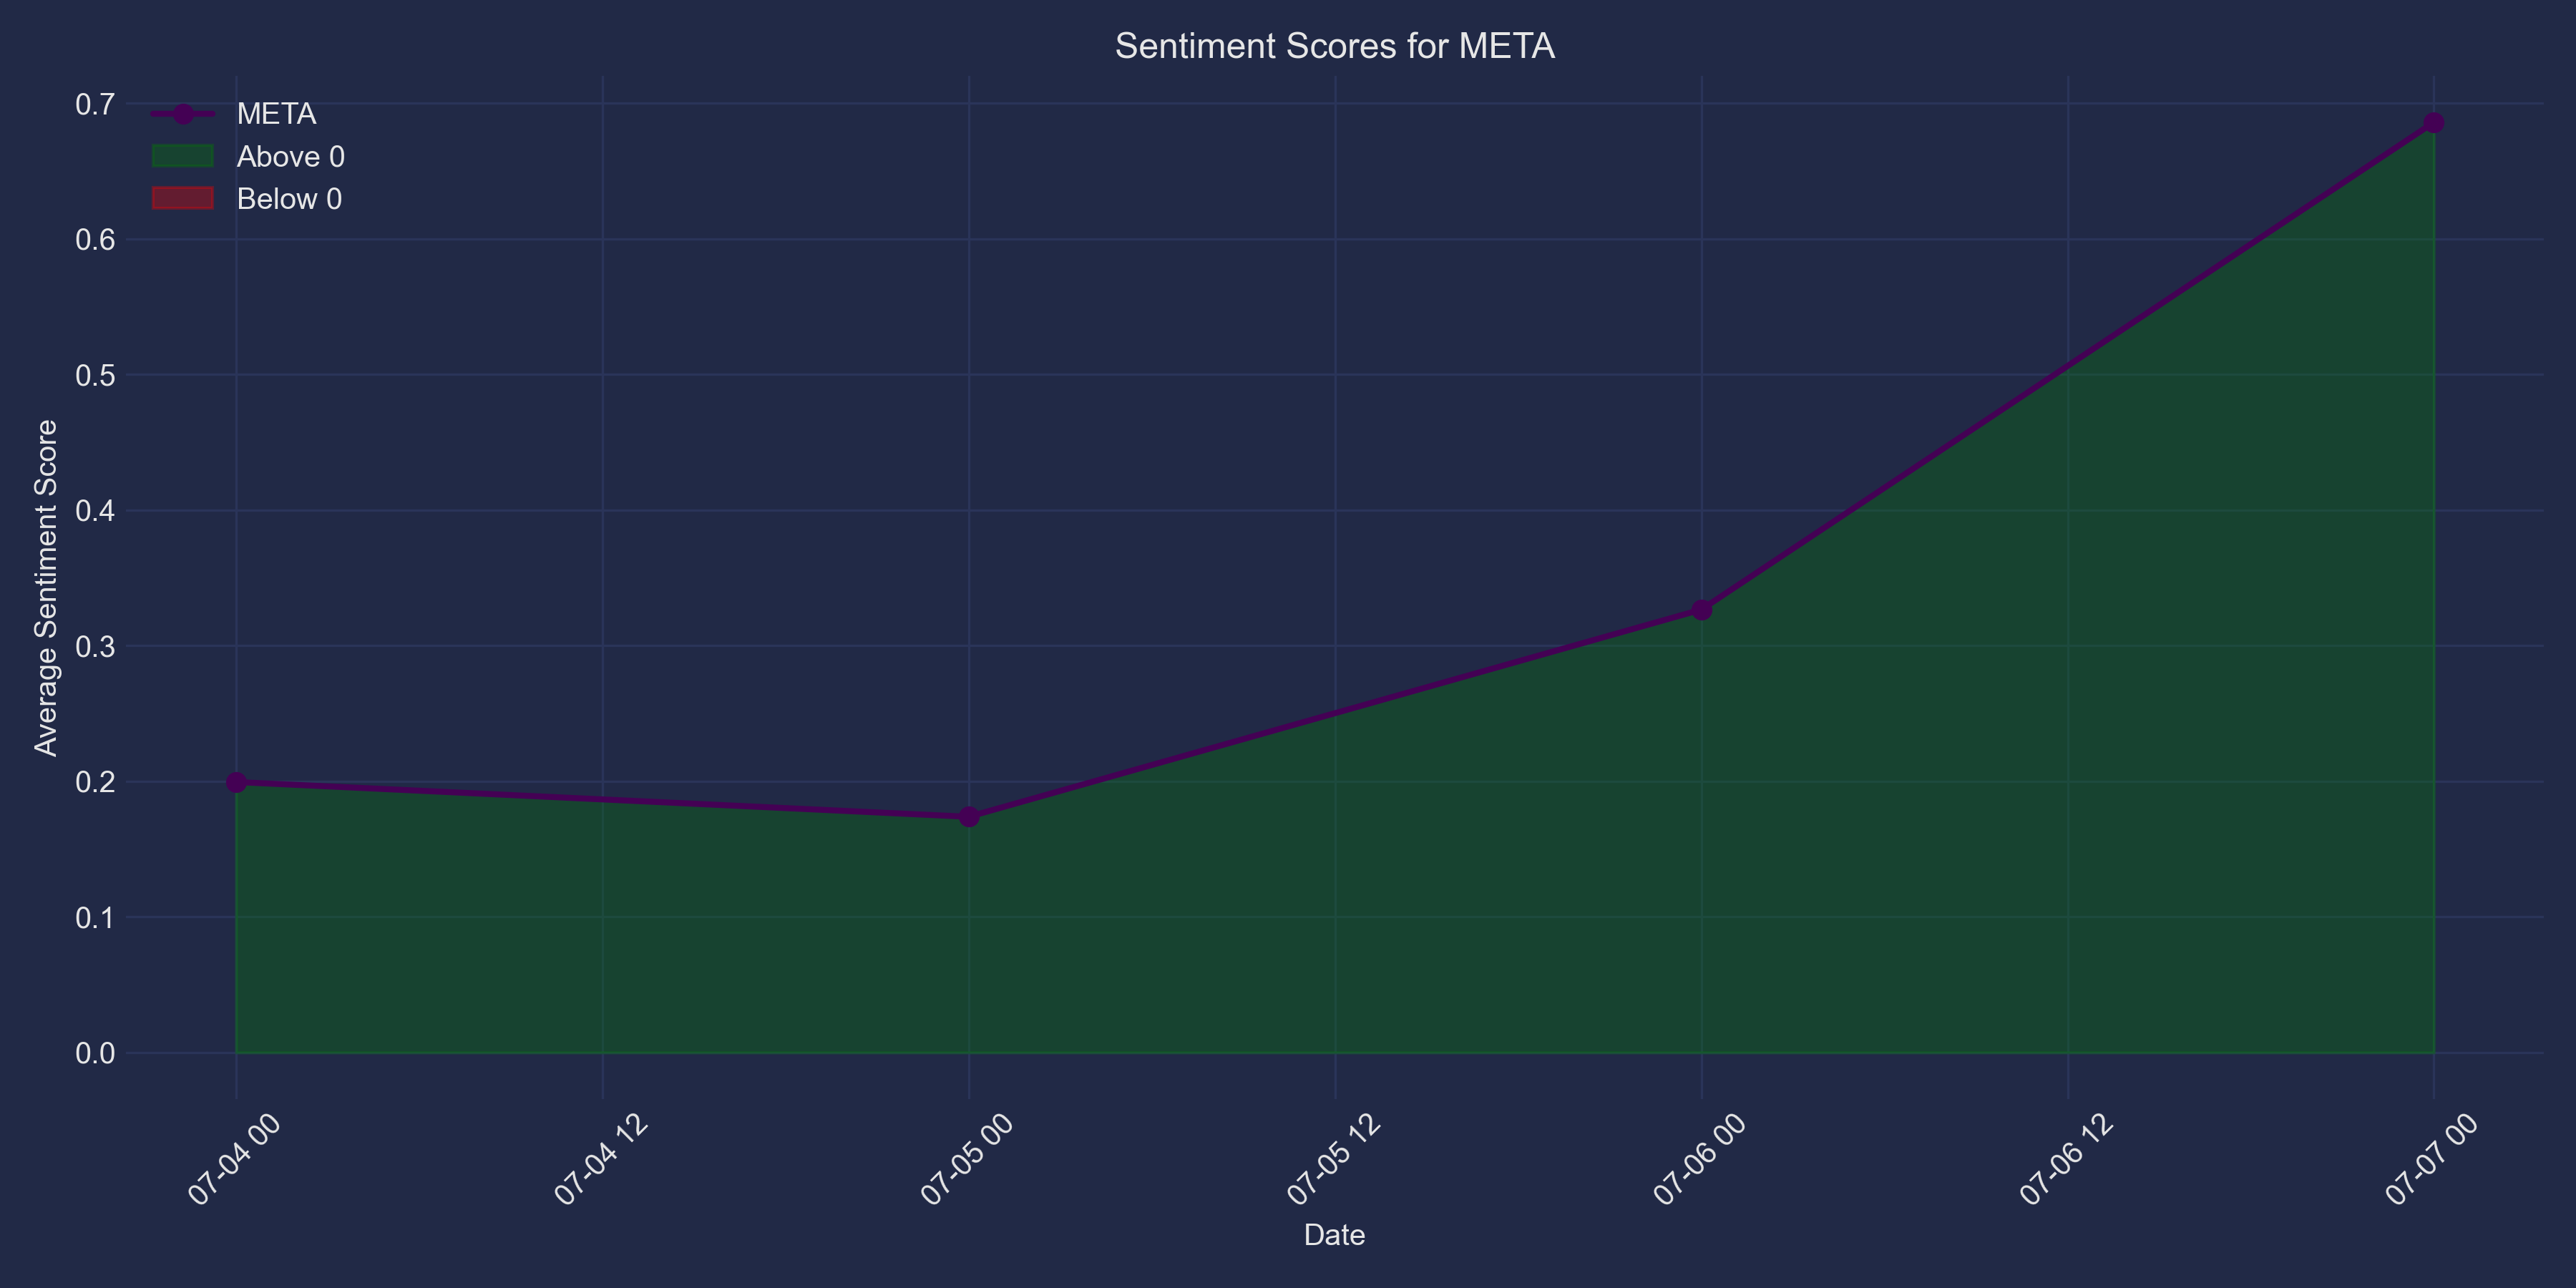 Sentiment Scores for META
META
Above 0
Below 0
Average Sentiment Score
0.7
0.6
0.5
0.4
0.3
0.2
0.1
0.0
07-04 00
07-04 12
07-05 00
07-05 12
07-06 00
07-06 12
07-07 00
Date